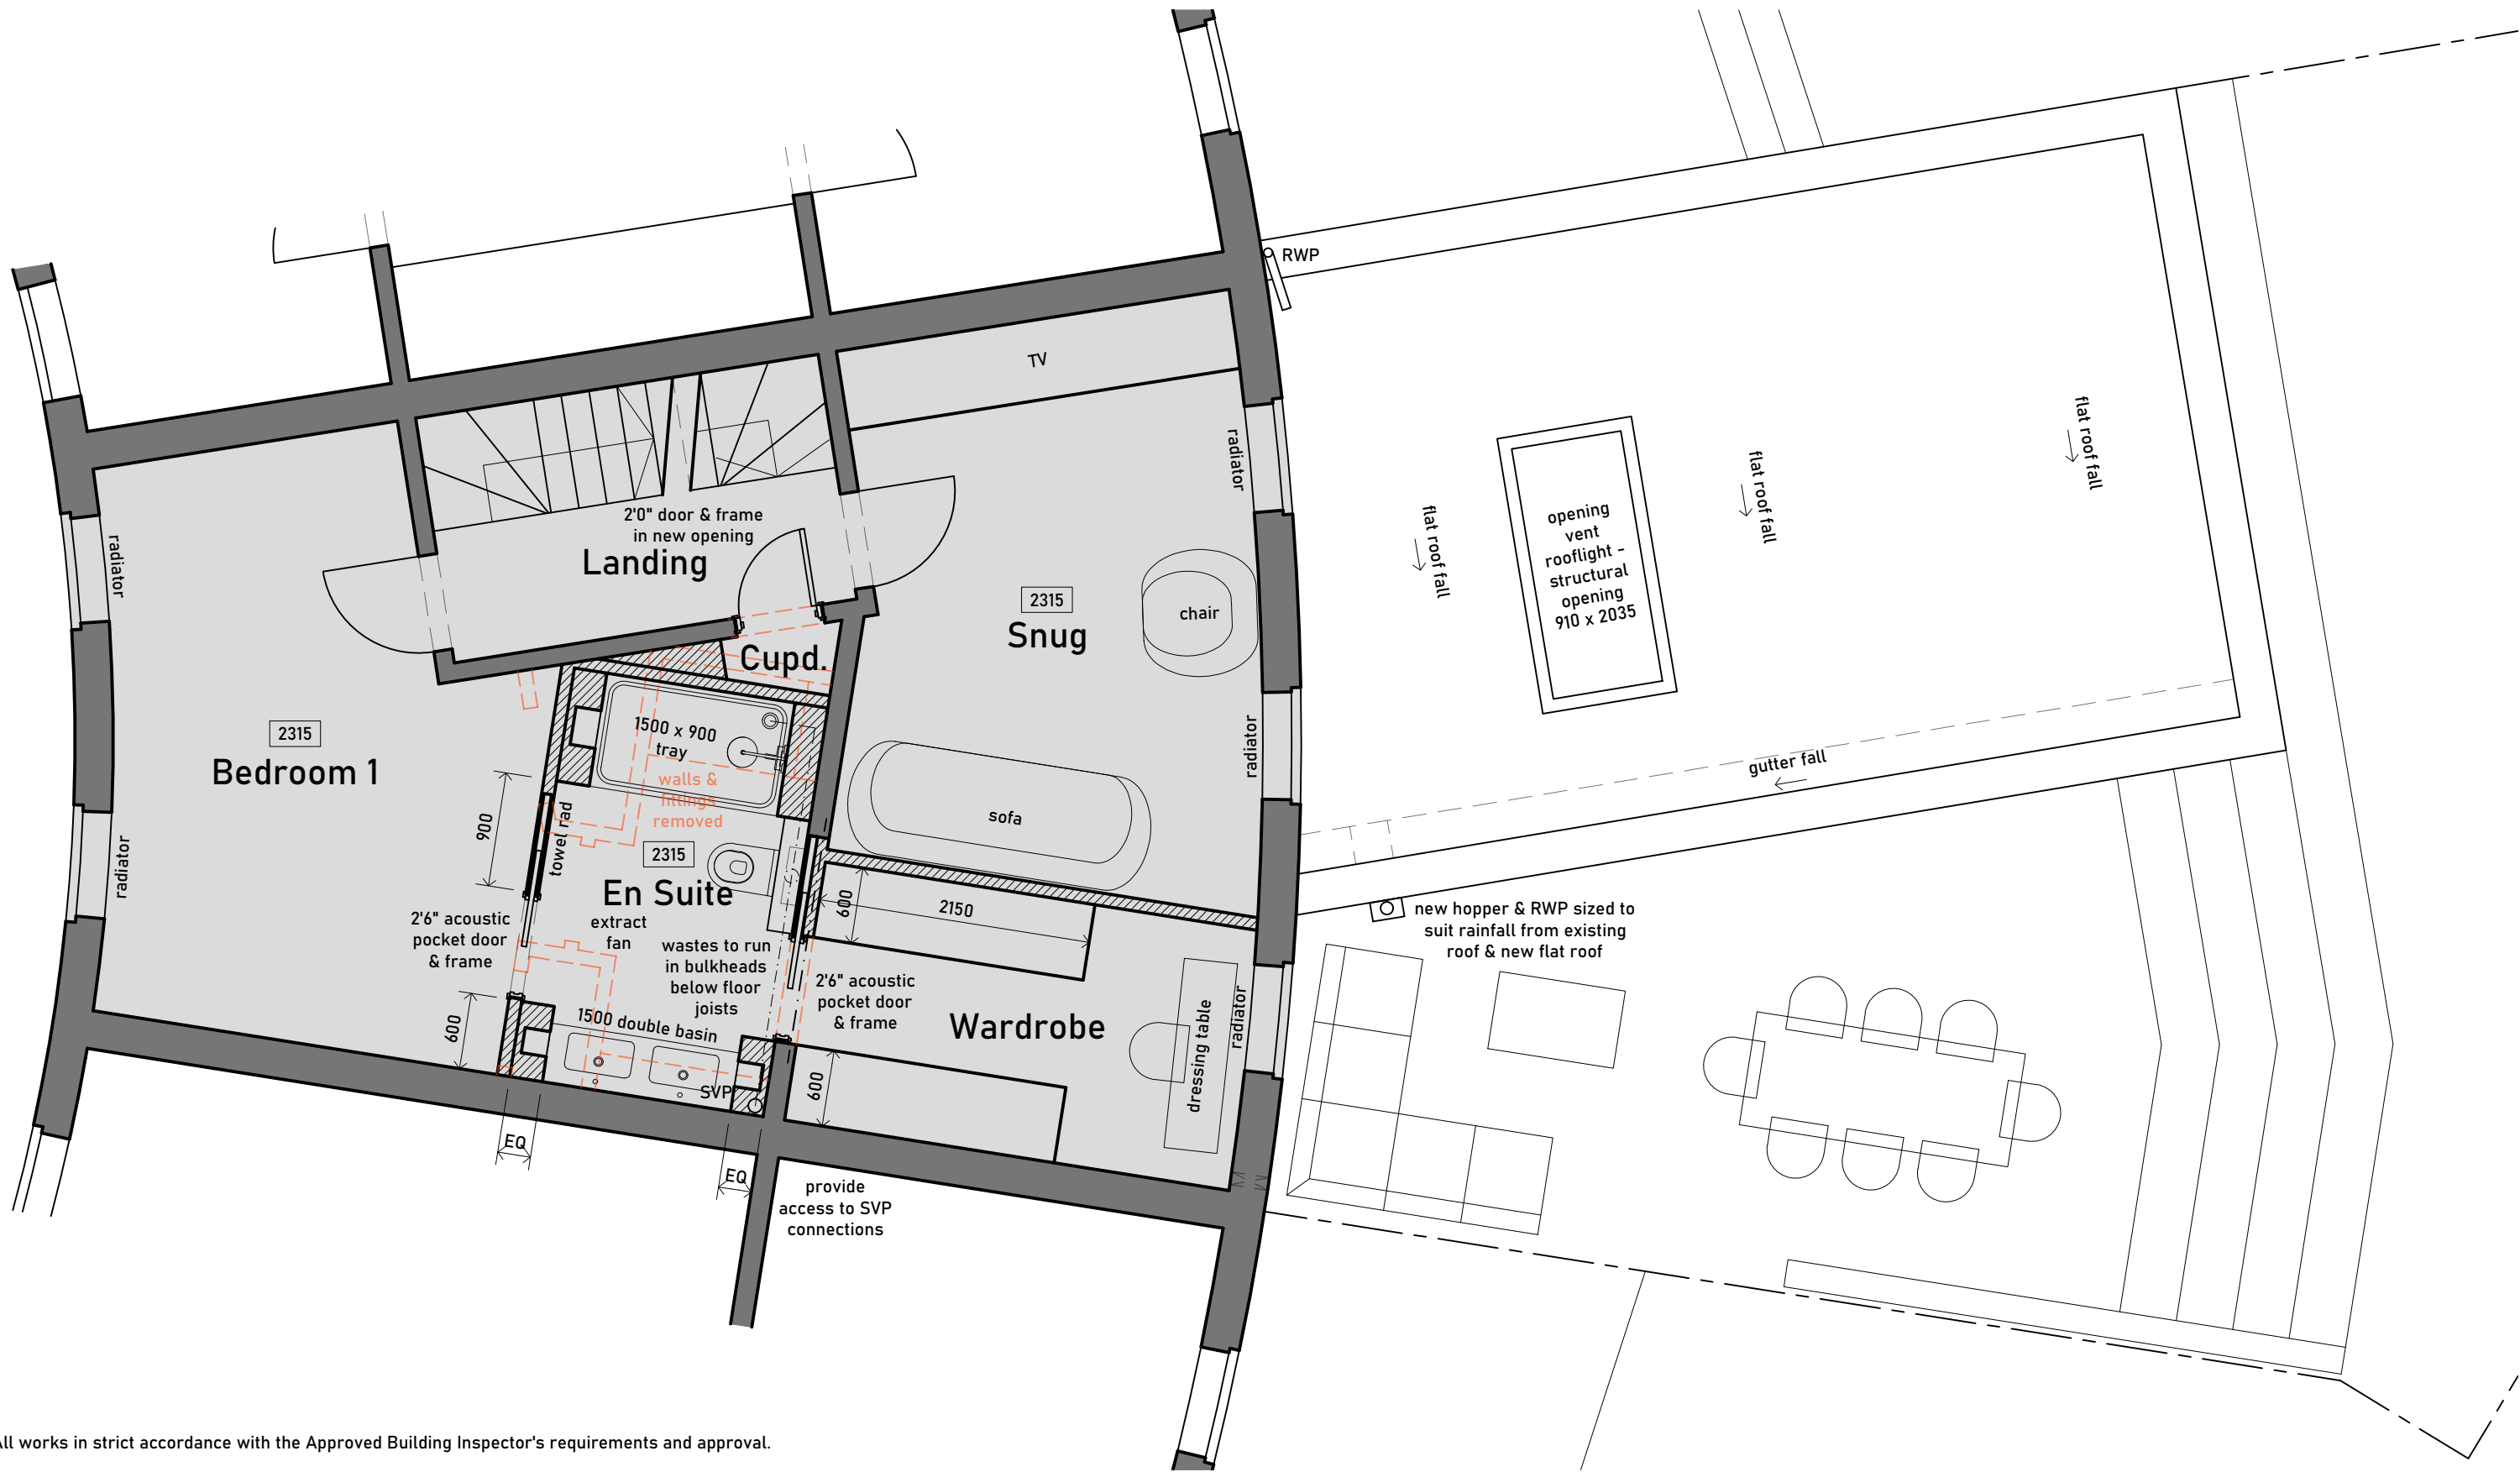 RWP
TV
radiator
flat roof fall
flat roof fall
flat roof fall
opening
vent
rooflight -
structural
opening
910 x 2035
2'0" door & frame
in new opening
Landing
radiator
2315
Snug
chair
Cupd.
2315
Bedroom 1
1500 x 900
tray
walls &
fittings
removed
radiator
gutter fall
900
towel rad
sofa
radiator
2315
En Suite
extract
fan
600
2150
2'6" acoustic
pocket door
& frame
wastes to run
in bulkheads
below floor
joists
2'6" acoustic
pocket door
& frame
new hopper & RWP sized to
suit rainfall from existing
roof & new flat roof
600
1500 double basin
Wardrobe
dressing table
radiator
SVP
600
EQ
EQ
provide
access to SVP
connections
All works in strict accordance with the Approved Building Inspector's requirements and approval.